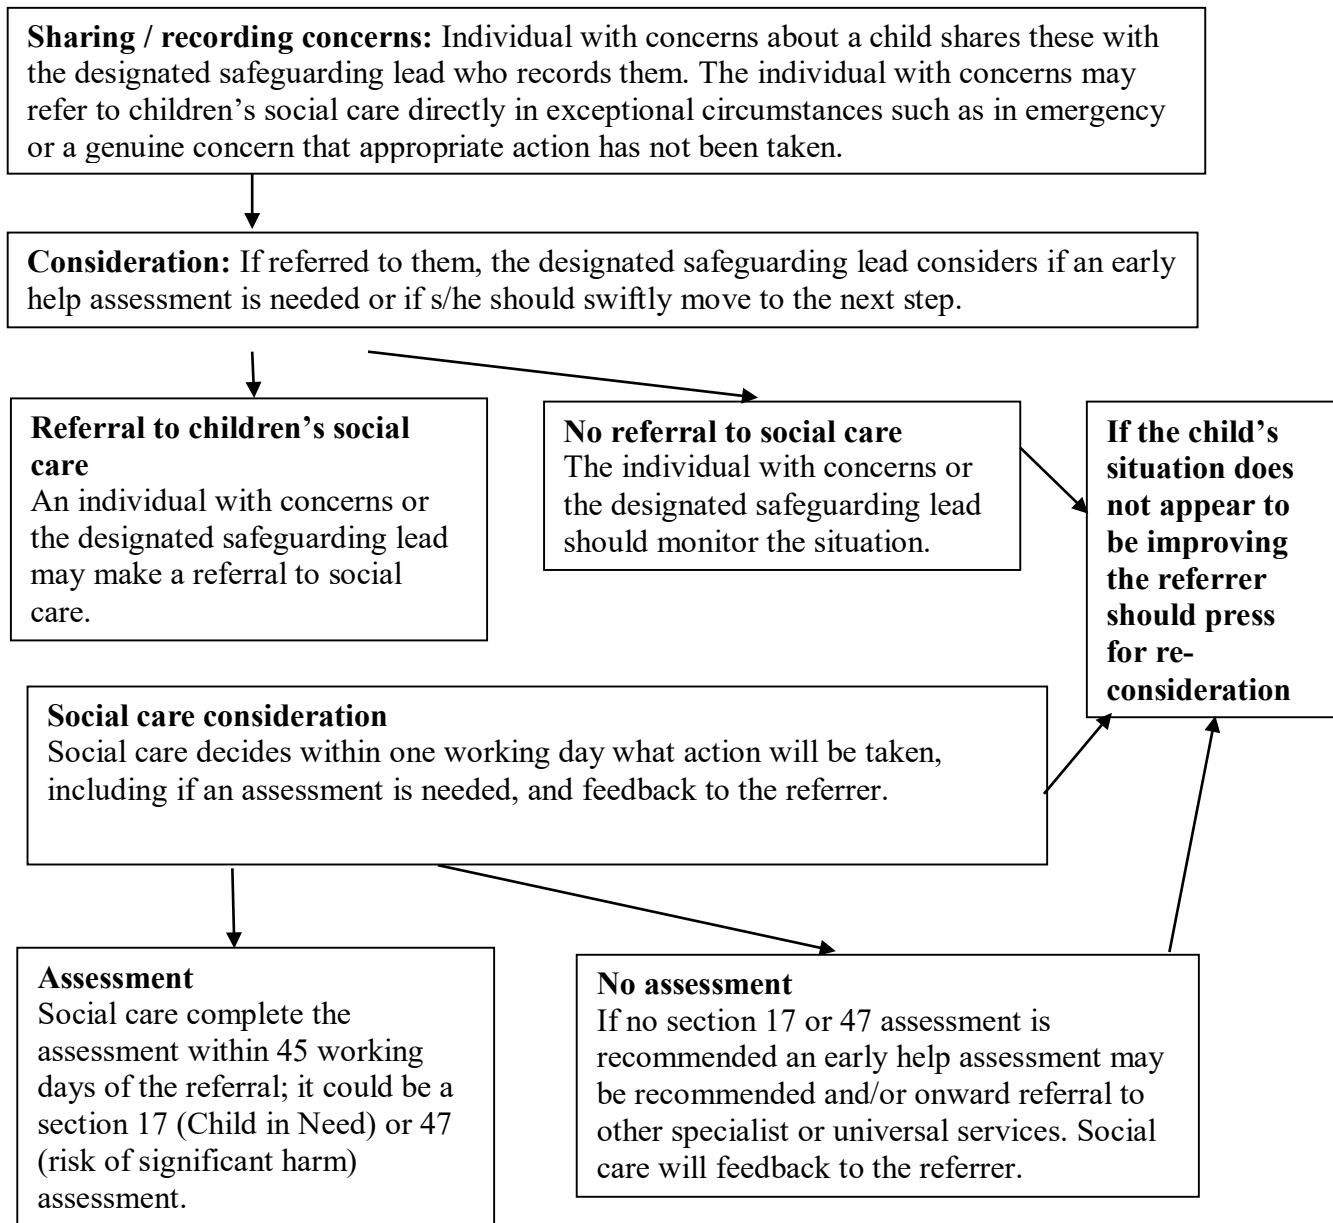 Sharing / recording concerns: Individual with concerns about a child shares these with
the designated safeguarding lead who records them. The individual with concerns may
refer to children’s social care directly in exceptional circumstances such as in emergency
or a genuine concern that appropriate action has not been taken.
Consideration: If referred to them, the designated safeguarding lead considers if an early
help assessment is needed or if s/he should swiftly move to the next step.
Referral to children’s social
care
An individual with concerns or
the designated safeguarding lead
may make a referral to social
care.
No referral to social care
The individual with concerns or
the designated safeguarding lead
should monitor the situation.
If the child’s
situation does
not appear to
be improving
the referrer
should press
for re-
consideration
Social care consideration
Social care decides within one working day what action will be taken,
including if an assessment is needed, and feedback to the referrer.
Assessment
Social care complete the
assessment within 45 working
days of the referral; it could be a
section 17 (Child in Need) or 47
(risk of significant harm)
assessment.
No assessment
If no section 17 or 47 assessment is
recommended an early help assessment may
be recommended and/or onward referral to
other specialist or universal services. Social
care will feedback to the referrer.